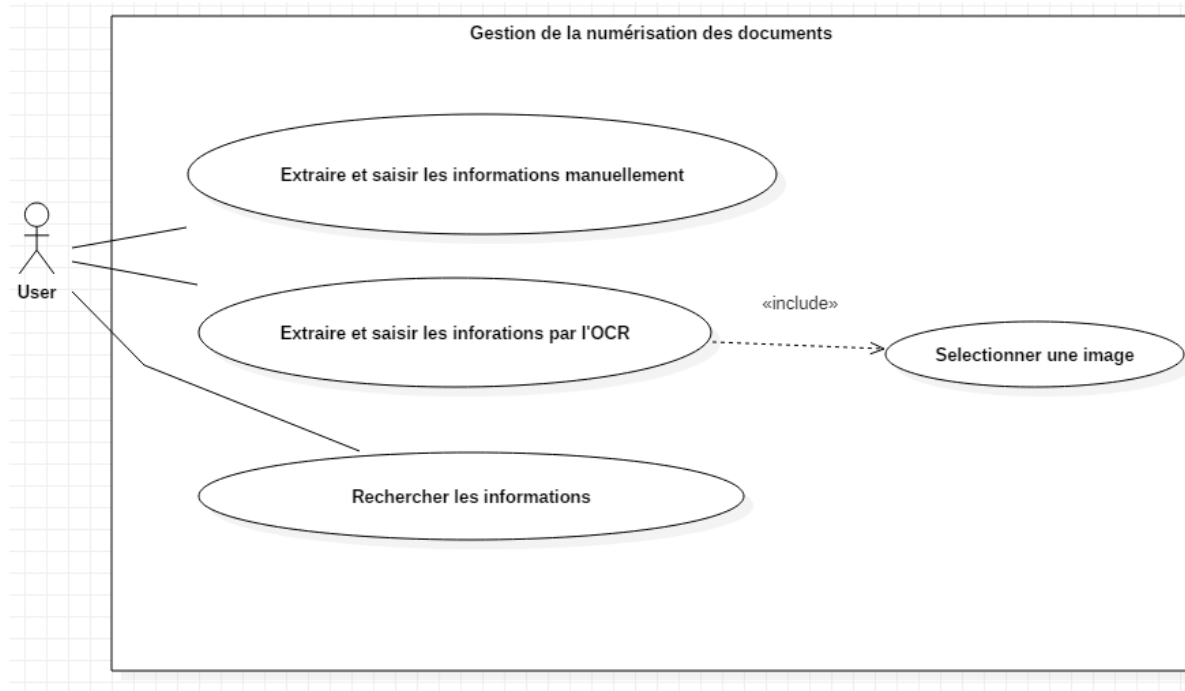 Gestion de la numérisation des documents
Extraire et saisir les informations manuellement
User
Extraire et saisir les inforations par l'OCR
«include»
Selectionner une image
Rechercher les informations